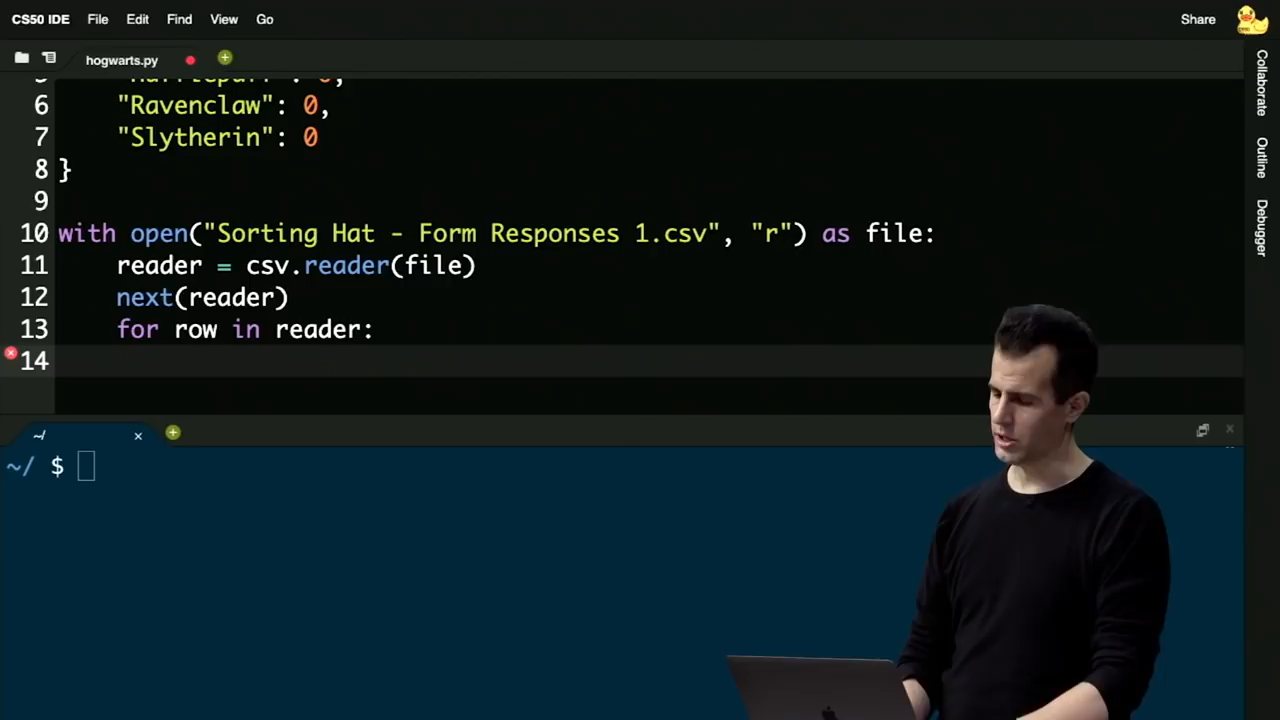 CS50 IDE File Edit Find View Go Share
hogwarts.py
6 "Ravenclaw": 0,
7 "Slytherin": 0
8 }
9
10 with open("Sorting Hat - Form Responses 1.csv", "r") as file:
11 reader = csv.reader(file)
12 next(reader)
13 for row in reader:
14
~/
~/ $
Collaborate
Outline
Debugger